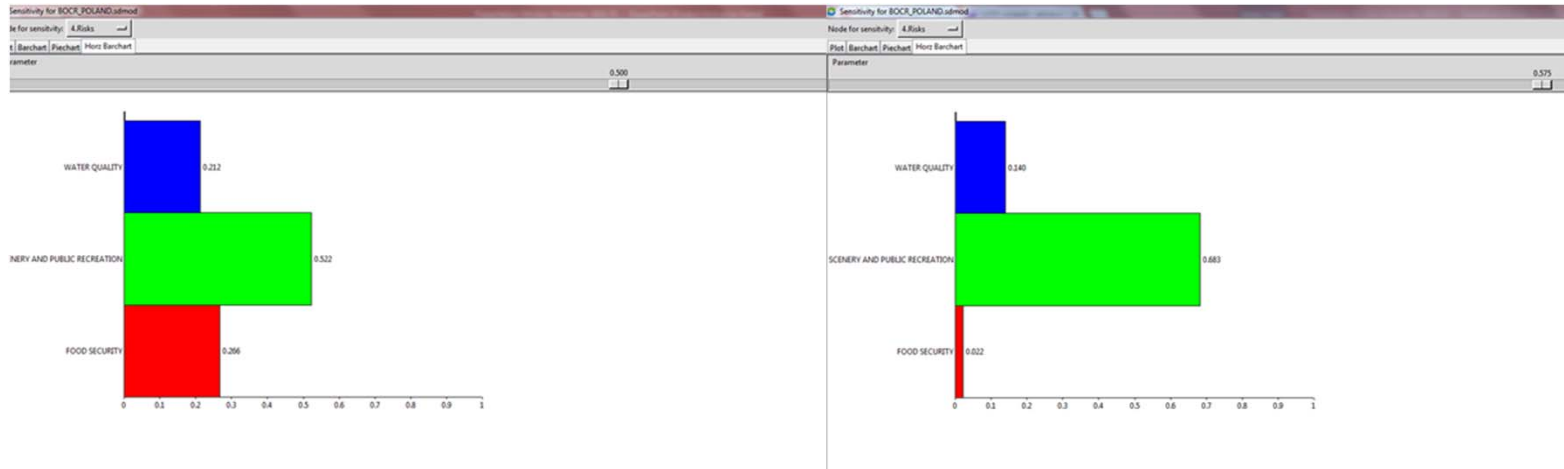 Sensitivity for BOCR_POLAND.sdmod
de for sensitivity: 4.Risks
t Barchart Piechart Horz Barchart
rameter
0.500
WATER QUALITY 0.212
NERY AND PUBLIC RECREATION 0.522
FOOD SECURITY 0.266
0 0.1 0.2 0.3 0.4 0.5 0.6 0.7 0.8 0.9 1
Sensitivity for BOCR_POLAND.sdmod
Node for sensitivity: 4.Risks
Plot Barchart Piechart Horz Barchart
Parameter
0.575
WATER QUALITY 0.140
SCENERY AND PUBLIC RECREATION 0.683
FOOD SECURITY 0.022
0 0.1 0.2 0.3 0.4 0.5 0.6 0.7 0.8 0.9 1